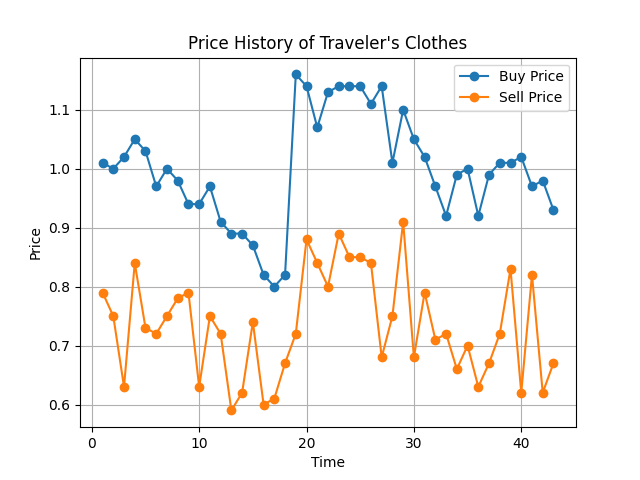 Price History of Traveler's Clothes
Buy Price
Sell Price
Price
1.1
1.0
0.9
0.8
0.7
0.6
0 10 20 30 40
Time